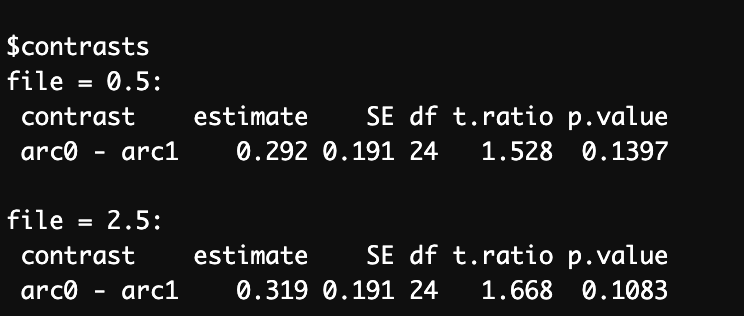 $contrasts
file = 0.5:
 contrast    estimate    SE df t.ratio p.value
 arc0 - arc1    0.292 0.191 24   1.528  0.1397

file = 2.5:
 contrast    estimate    SE df t.ratio p.value
 arc0 - arc1    0.319 0.191 24   1.668  0.1083